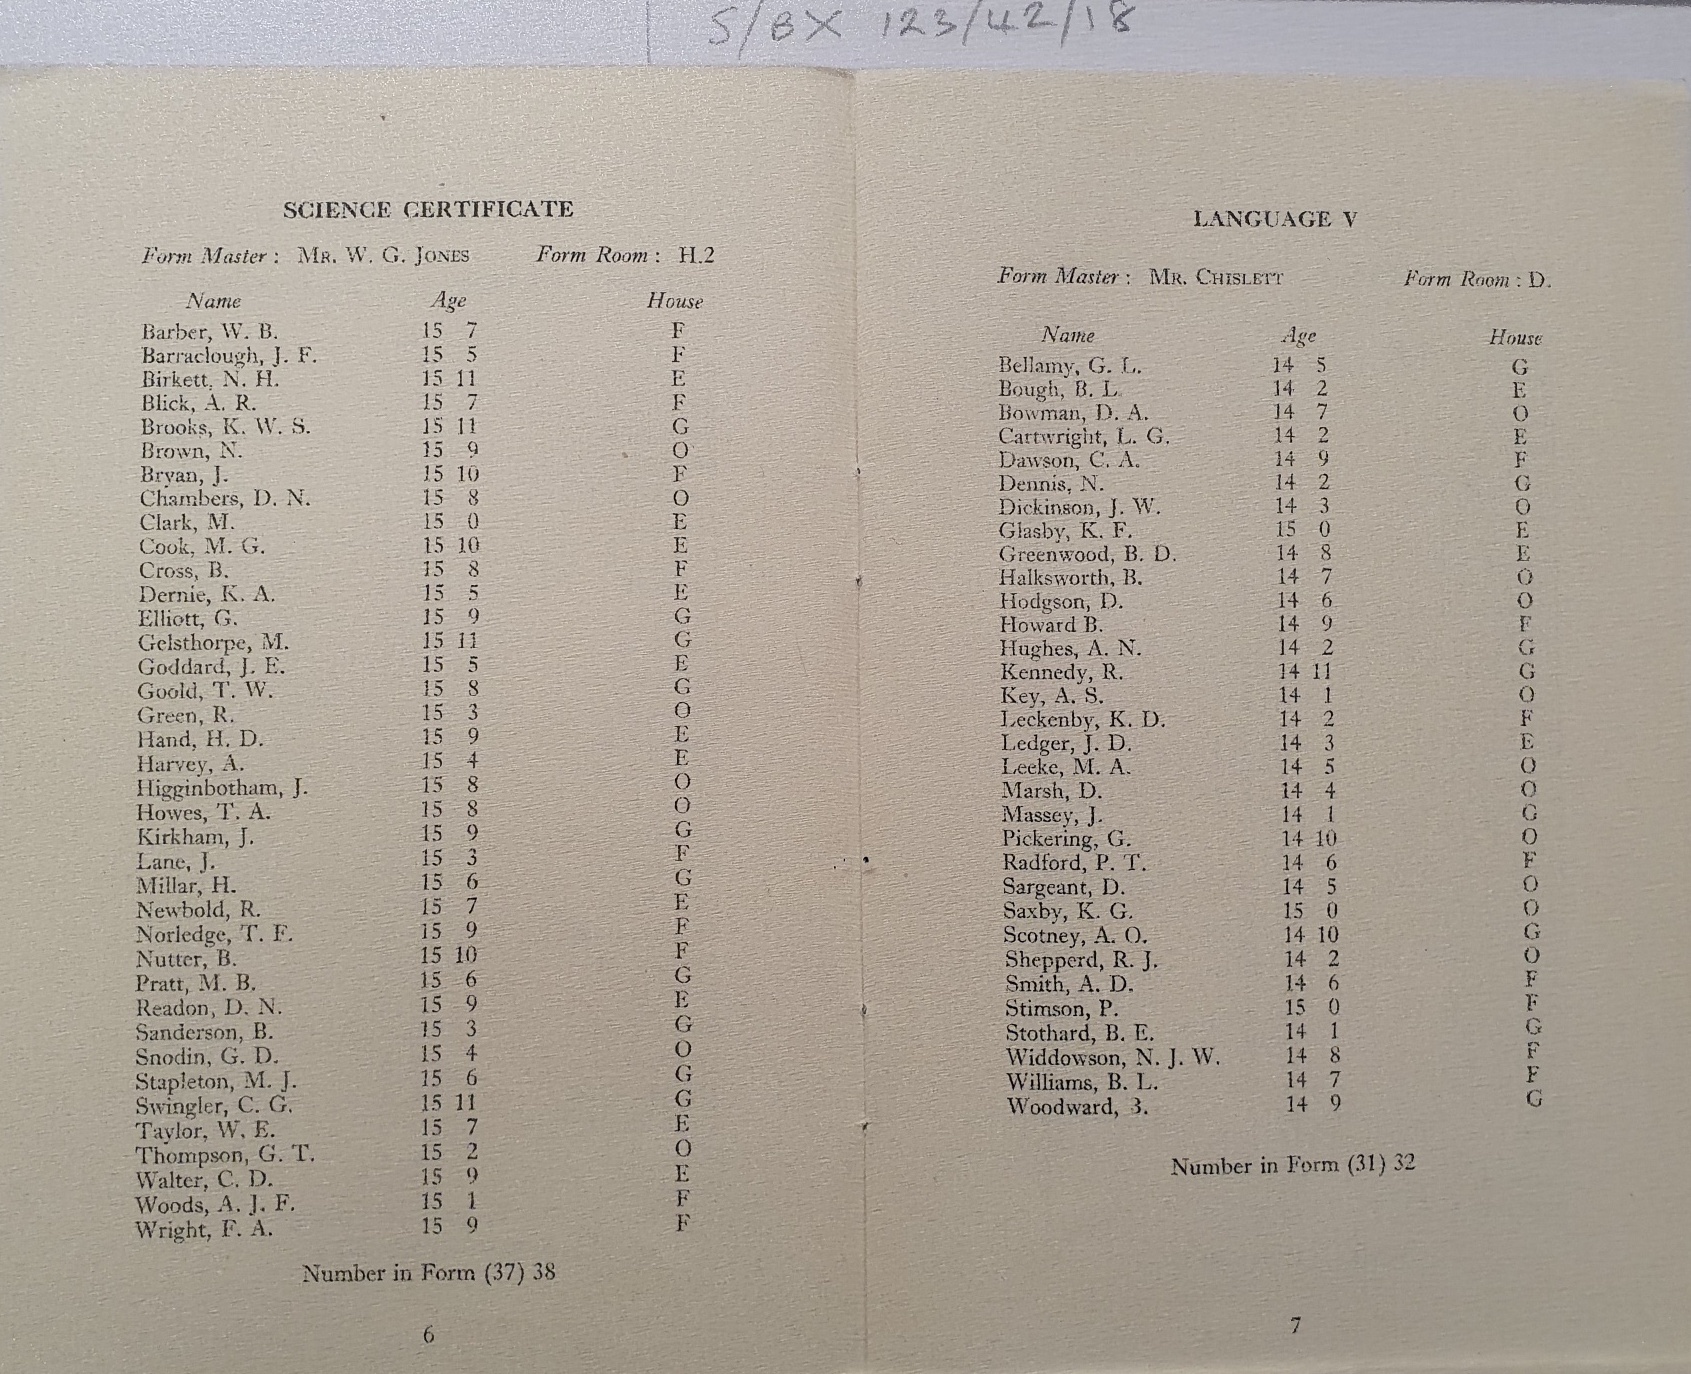 S/BX 123/42/18
SCIENCE CERTIFICATE
Form Master : MR. W. G. JONES Form Room : H.2
Name Age House
Barber, W. B. 15 7 F
Barraclough, J. F. 15 5 F
Birkett, N. H. 15 11 E
Blick, A. R. 15 7 F
Brooks, K. W. S. 15 11 G
Brown, N. 15 9 O
Bryan, J. 15 10 F
Chambers, D. N. 15 8 O
Clark, M. 15 0 E
Cook, M. G. 15 10 E
Cross, B. 15 8 F
Dernie, K. A. 15 5 E
Elliott, G. 15 9 G
Gelsthorpe, M. 15 11 G
Goddard, J. E. 15 5 E
Goold, T. W. 15 8 G
Green, R. 15 3 O
Hand, H. D. 15 9 E
Harvey, A. 15 4 E
Higginbotham, J. 15 8 O
Howes, T. A. 15 8 O
Kirkham, J. 15 9 G
Lane, J. 15 3 F
Millar, H. 15 6 G
Newbold, R. 15 7 E
Norledge, T. F. 15 9 F
Nutter, B. 15 10 F
Pratt, M. B. 15 6 G
Readon, D. N. 15 9 E
Sanderson, B. 15 3 G
Snodin, G. D. 15 4 O
Stapleton, M. J. 15 6 G
Swingler, C. G. 15 11 G
Taylor, W. E. 15 7 E
Thompson, G. T. 15 2 O
Walter, C. D. 15 9 E
Woods, A. J. F. 15 1 F
Wright, F. A. 15 9 F
Number in Form (37) 38
6
LANGUAGE V
Form Master : MR. CHISLETT Form Room : D.
Name Age House
Bellamy, G. L. 14 5 G
Bough, B. L. 14 2 E
Bowman, D. A. 14 7 O
Cartwright, L. G. 14 2 E
Dawson, C. A. 14 9 F
Dennis, N. 14 2 G
Dickinson, J. W. 14 3 O
Glasby, K. F. 15 0 E
Greenwood, B. D. 14 8 E
Halksworth, B. 14 7 O
Hodgson, D. 14 6 O
Howard B. 14 9 F
Hughes, A. N. 14 2 G
Kennedy, R. 14 11 G
Key, A. S. 14 1 O
Leckenby, K. D. 14 2 F
Ledger, J. D. 14 3 E
Leeke, M. A. 14 5 O
Marsh, D. 14 4 O
Massey, J. 14 1 G
Pickering, G. 14 10 O
Radford, P. T. 14 6 F
Sargeant, D. 14 5 O
Saxby, K. G. 15 0 O
Scotney, A. O. 14 10 G
Shepperd, R. J. 14 2 O
Smith, A. D. 14 6 F
Stimson, P. 15 0 F
Stothard, B. E. 14 1 G
Widdowson, N. J. W. 14 8 F
Williams, B. L. 14 7 F
Woodward, B. 14 9 G
Number in Form (31) 32
7